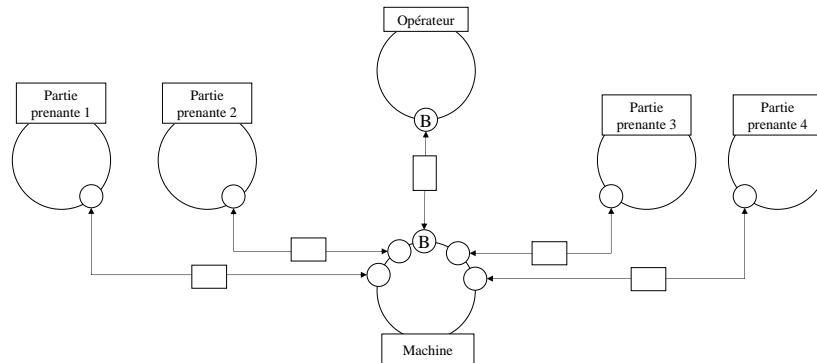 Opérateur
Partie
prenante 1
Partie
prenante 2
B
Partie
prenante 3
Partie
prenante 4
B
Machine